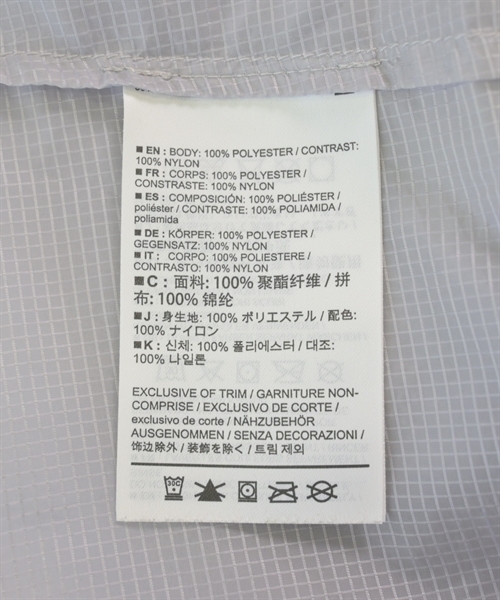 ■ EN: BODY: 100% POLYESTER / CONTRAST:
100% NYLON
■ FR: CORPS: 100% POLYESTER /
CONSTRASTE: 100% NYLON
■ ES: COMPOSICIÓN: 100% POLIÉSTER /
poliéster / CONTRASTE: 100% POLIAMIDA /
poliamida
■ DE: KÖRPER: 100% POLYESTER /
GEGENSATZ: 100% NYLON
■ IT: CORPO: 100% POLIESTERE /
CONTRASTO: 100% NYLON
■ C: 面料: 100% 聚酯纤维 / 拼
布: 100% 锦纶
■ J: 身生地: 100% ポリエステル / 配色:
100% ナイロン
■ K: 신체: 100% 폴리에스터 / 대조:
100% 나일론
EXCLUSIVE OF TRIM / GARNITURE NON-
COMPRISE / EXCLUSIVO DE CORTE /
exclusivo de corte / NÄHZUBEHÖR
AUSGENOMMEN / SENZA DECORAZIONI /
饰边除外 / 装飾を除く / 트림 제외
30C